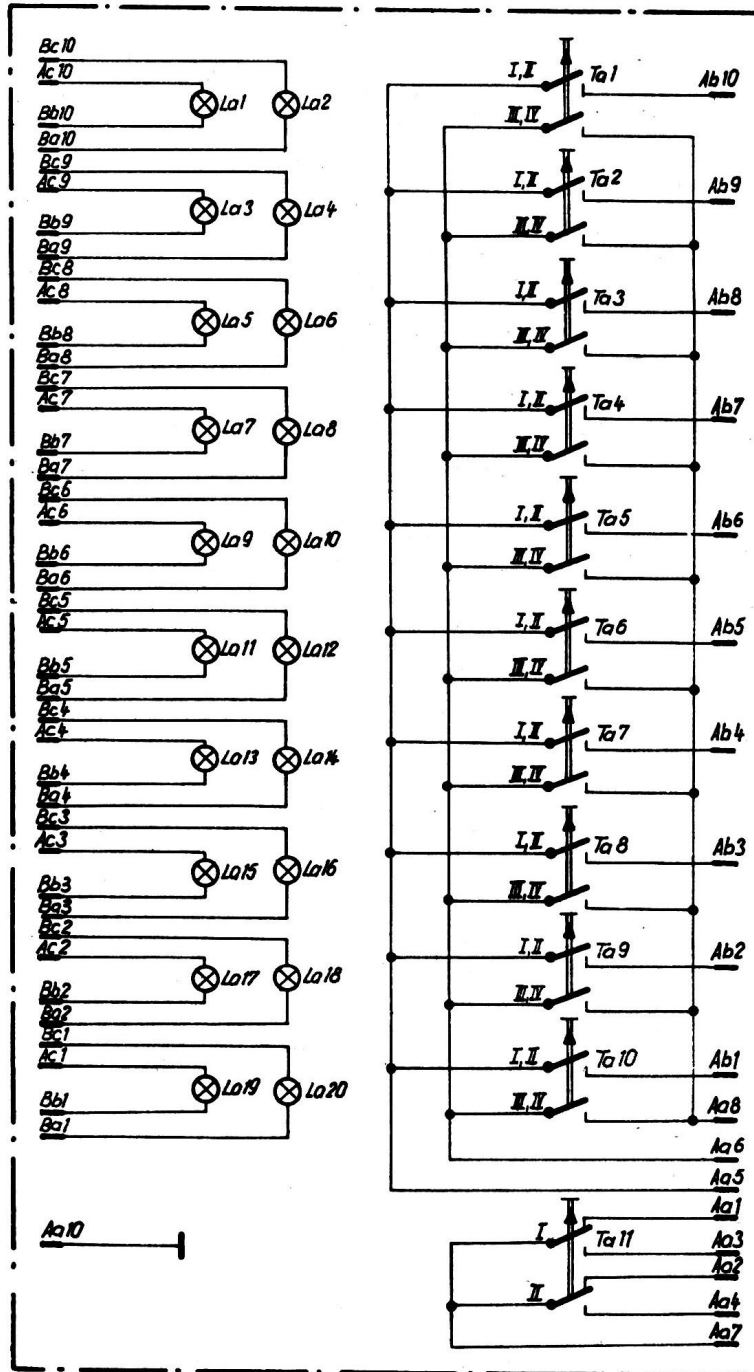 Bc10
Ac10
La1
La2
Bb10
Ba10
Bc9
Ac9
La3
La4
Bb9
Ba9
Bc8
Ac8
La5
La6
Bb8
Ba8
Bc7
Ac7
La7
La8
Bb7
Ba7
Bc6
Ac6
La9
La10
Bb6
Ba6
Bc5
Ac5
La11
La12
Bb5
Ba5
Bc4
Ac4
La13
La14
Bb4
Ba4
Bc3
Ac3
La15
La16
Bb3
Ba3
Bc2
Ac2
La17
La18
Bb2
Ba2
Bc1
Ac1
La19
La20
Bb1
Ba1
Aa10
I,II Ta1 Ab10
III,IV
I,II Ta2 Ab9
III,IV
I,II Ta3 Ab8
III,IV
I,II Ta4 Ab7
III,IV
I,II Ta5 Ab6
III,IV
I,II Ta6 Ab5
III,IV
I,II Ta7 Ab4
III,IV
I,II Ta8 Ab3
III,IV
I,II Ta9 Ab2
III,IV
I,II Ta10 Ab1
III,IV Aa8
Aa6
Aa5
Aa1
I Ta11 Aa3
Aa2
II Aa4
Aa7